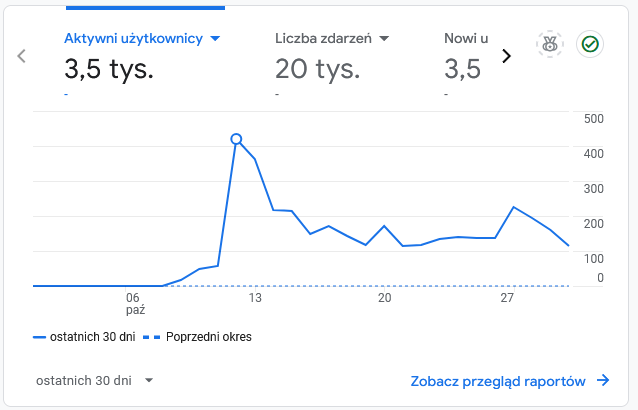 Aktywni użytkownicy
3,5 tys.
-
Liczba zdarzeń
20 tys.
-
Nowi u
3,5
-
500
400
300
200
100
0
06
paź
13
20
27
ostatnich 30 dni
Poprzedni okres
ostatnich 30 dni
Zobacz przegląd raportów